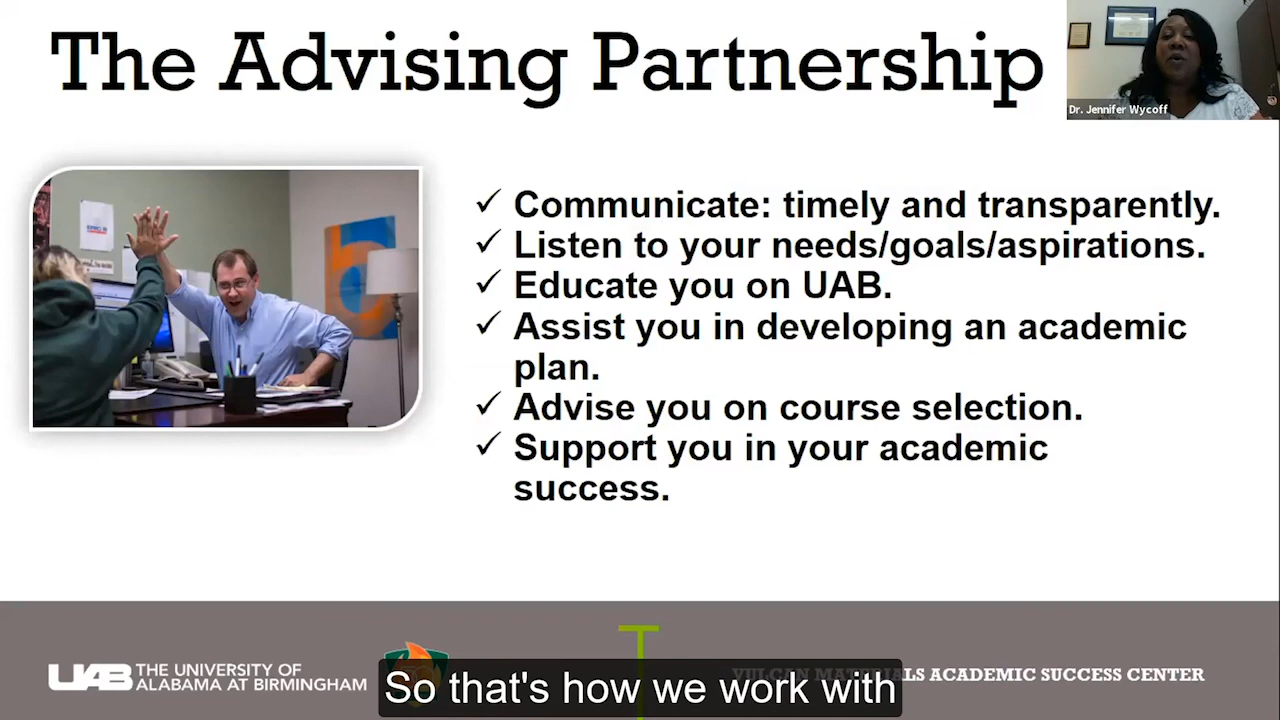 The Advising Partnership
Dr. Jennifer Wycoff
✓ Communicate: timely and transparently.
✓ Listen to your needs/goals/aspirations.
✓ Educate you on UAB.
✓ Assist you in developing an academic
plan.
✓ Advise you on course selection.
✓ Support you in your academic
success.
UAB THE UNIVERSITY OF
ALABAMA AT BIRMINGHAM
VULCAN MATERIALS ACADEMIC SUCCESS CENTER
So that's how we work with